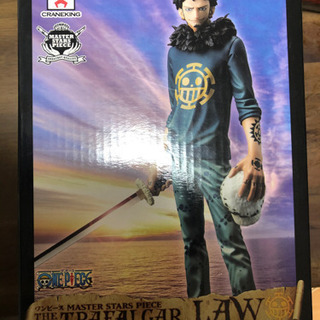 CRANEKING
MASTER
STARS
PIECE
ONE PIECE
ワンピース MASTER STARS PIECE
THE TRAFALGAR.LAW